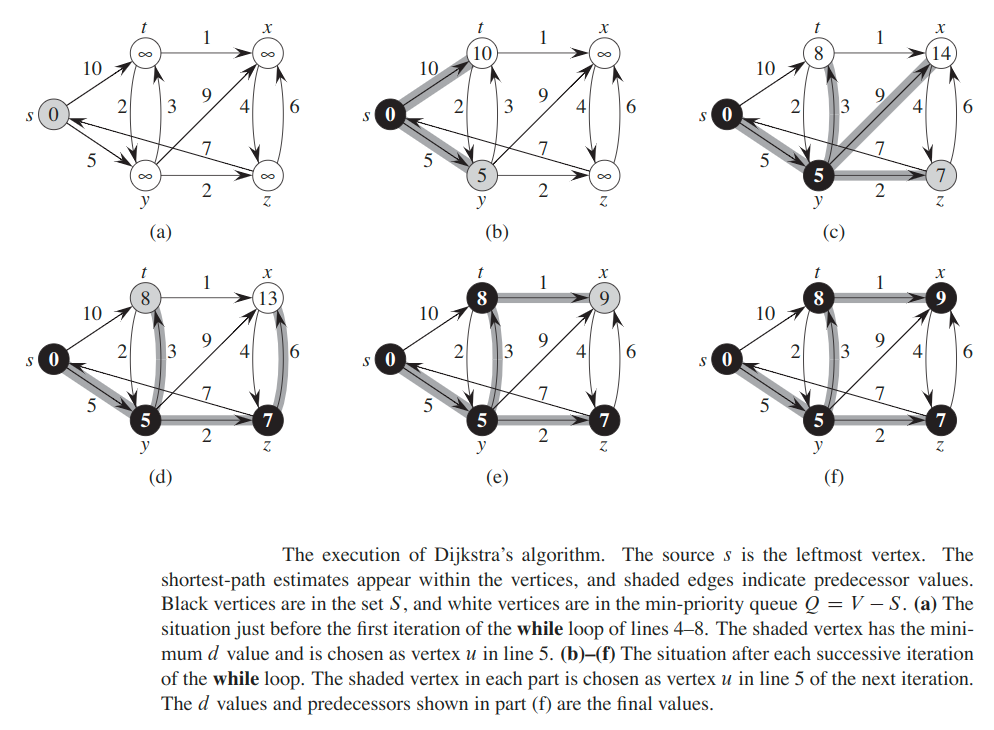 t x t x t x
1 1 1
∞ ∞ 10 ∞ 8 14
10 10 10
9 9 9
s 0 2 3 4 6 s 0 2 3 4 6 s 0 2 3 4 6
5 7 5 7 5 7
∞ ∞ 5 ∞ 5 7
2 2 2
y z y z y z
(a) (b) (c)
t x t x t x
1 1 1
8 13 8 9 8 9
10 10 10
9 9 9
s 0 2 3 4 6 s 0 2 3 4 6 s 0 2 3 4 6
5 7 5 7 5 7
5 7 5 7 5 7
2 2 2
y z y z y z
(d) (e) (f)
The execution of Dijkstra’s algorithm. The source s is the leftmost vertex. The
shortest-path estimates appear within the vertices, and shaded edges indicate predecessor values.
Black vertices are in the set S, and white vertices are in the min-priority queue Q = V − S. (a) The
situation just before the first iteration of the while loop of lines 4–8. The shaded vertex has the mini-
mum d value and is chosen as vertex u in line 5. (b)–(f) The situation after each successive iteration
of the while loop. The shaded vertex in each part is chosen as vertex u in line 5 of the next iteration.
The d values and predecessors shown in part (f) are the final values.